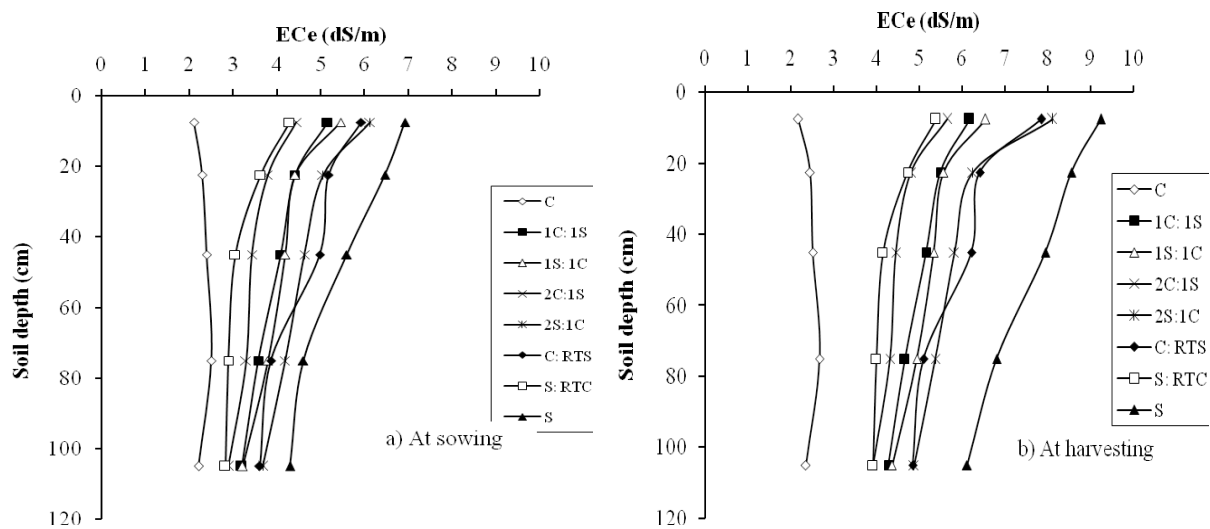 ECe (dS/m)
0 1 2 3 4 5 6 7 8 9 10
0
20
40
60
80
100
120
Soil depth (cm)
C
1C: 1S
1S: 1C
2C:1S
2S:1C
C: RTS
S: RTC
S
a) At sowing
ECe (dS/m)
0 1 2 3 4 5 6 7 8 9 10
0
20
40
60
80
100
120
Soil depth (cm)
C
1C: 1S
1S: 1C
2C:1S
2S:1C
C: RTS
S: RTC
S
b) At harvesting